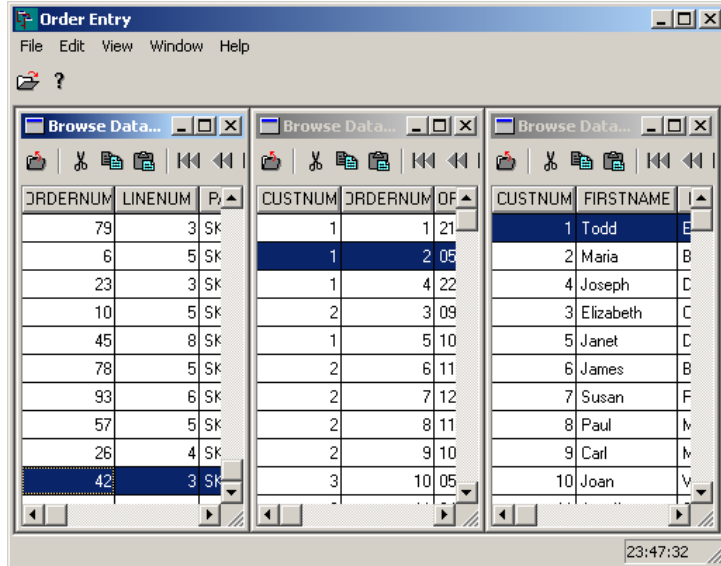 Order Entry
File Edit View Window Help
?
Browse Data...
ORDERNUM LINENUM PA
79 3 SK
6 5 SK
23 3 SK
10 5 SK
45 8 SK
78 5 SK
93 6 SK
57 5 SK
26 4 SK
42 3 SK
Browse Data...
CUSTNUM ORDERNUM OR
1 1 21
1 2 05
1 4 22
2 3 09
1 5 10
2 6 11
2 7 12
2 8 11
2 9 10
3 10 05
Browse Data...
CUSTNUM FIRSTNAME
1 Todd
2 Maria B
4 Joseph
3 Elizabeth
5 Janet
6 James B
7 Susan
8 Paul
9 Carl
10 Joan
23:47:32